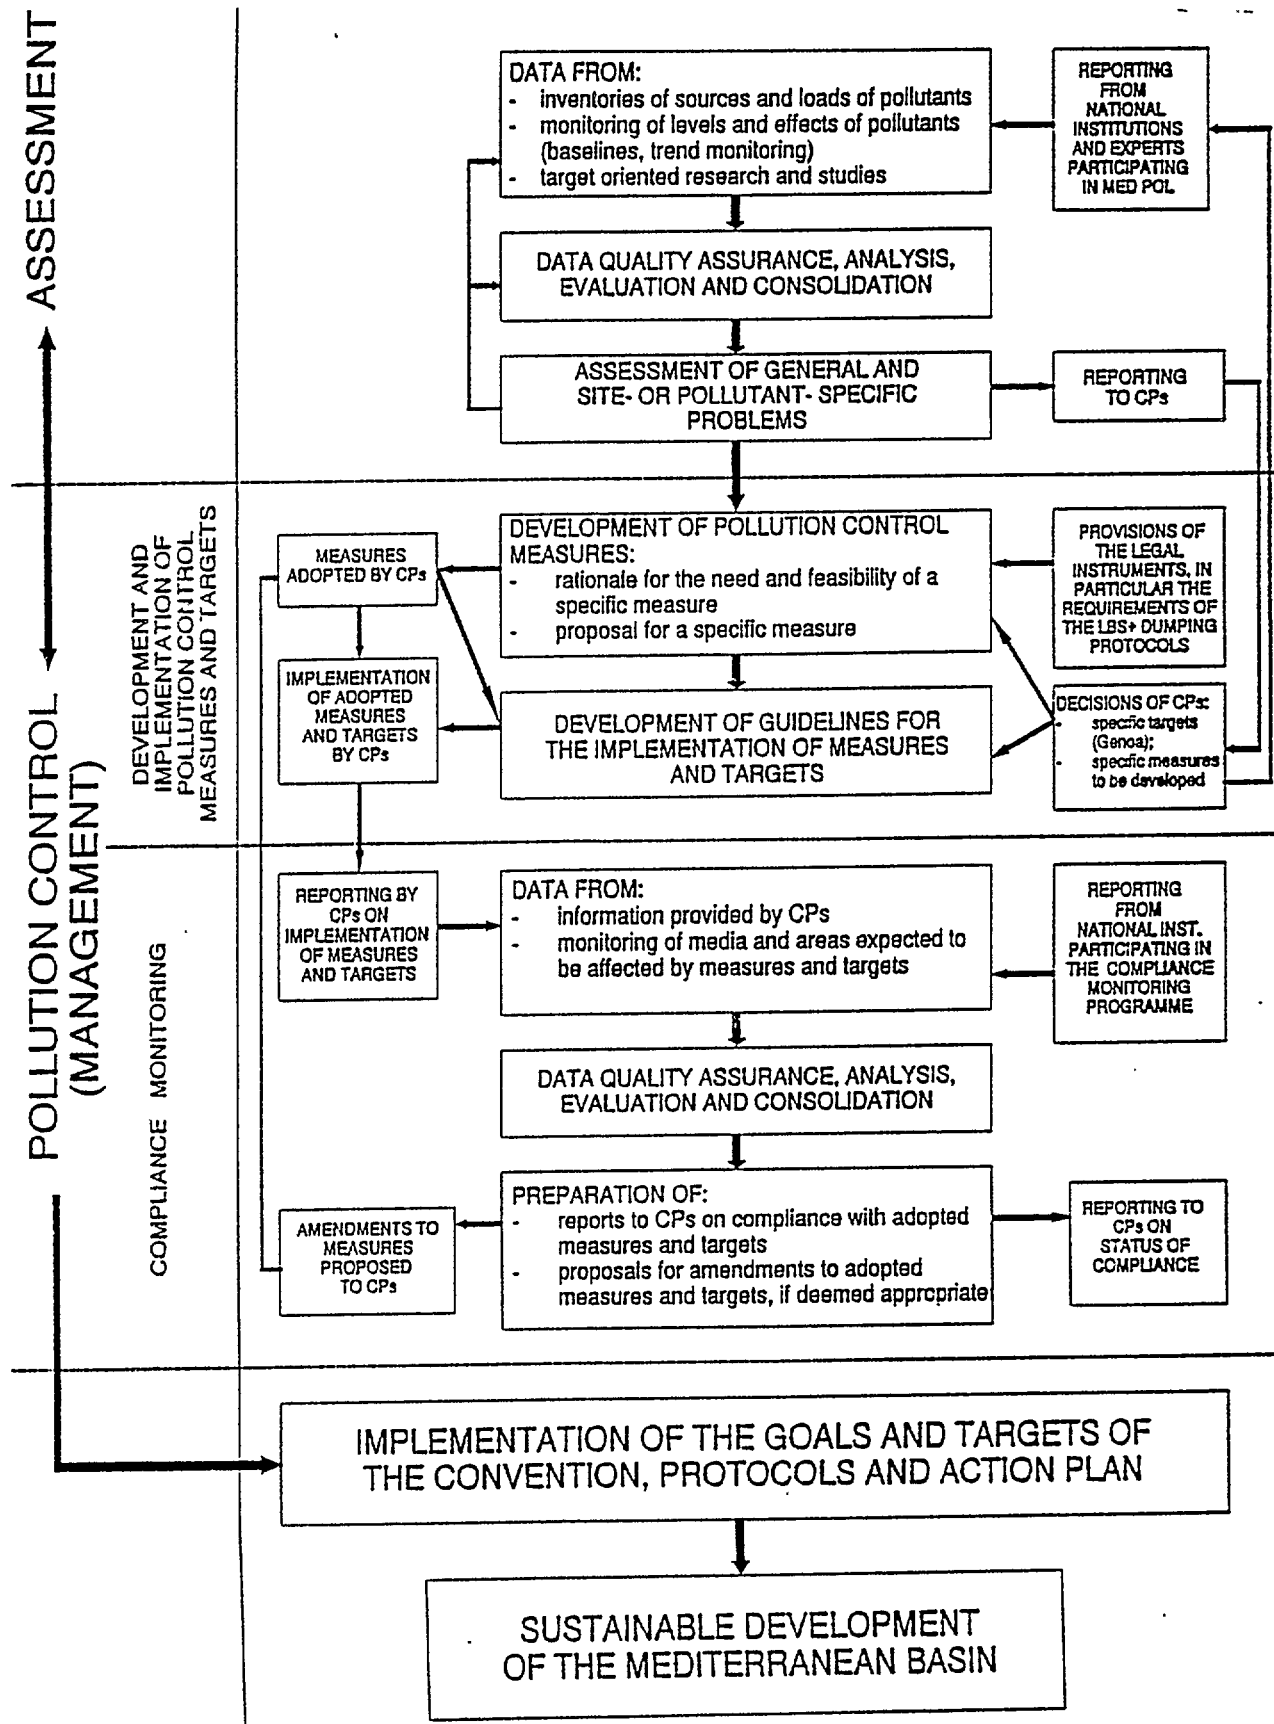 ASSESSMENT
DATA FROM:
- inventories of sources and loads of pollutants
- monitoring of levels and effects of pollutants
(baselines, trend monitoring)
- target oriented research and studies
REPORTING
FROM
NATIONAL
INSTITUTIONS
AND EXPERTS
PARTICIPATING
IN MED POL
DATA QUALITY ASSURANCE, ANALYSIS,
EVALUATION AND CONSOLIDATION
ASSESSMENT OF GENERAL AND
SITE- OR POLLUTANT- SPECIFIC
PROBLEMS
REPORTING
TO CPs
POLLUTION CONTROL
(MANAGEMENT)
DEVELOPMENT AND
IMPLEMENTATION OF
POLLUTION CONTROL
MEASURES AND TARGETS
MEASURES
ADOPTED BY CPs
DEVELOPMENT OF POLLUTION CONTROL
MEASURES:
- rationale for the need and feasibility of a
specific measure
- proposal for a specific measure
PROVISIONS OF
THE LEGAL
INSTRUMENTS, IN
PARTICULAR THE
REQUIREMENTS OF
THE LBS+ DUMPING
PROTOCOLS
IMPLEMENTATION
OF ADOPTED
MEASURES
AND TARGETS
BY CPs
DEVELOPMENT OF GUIDELINES FOR
THE IMPLEMENTATION OF MEASURES
AND TARGETS
DECISIONS OF CPs:
- specific targets
(Genoa);
- specific measures
to be developed
COMPLIANCE MONITORING
REPORTING BY
CPs ON
IMPLEMENTATION
OF MEASURES
AND TARGETS
DATA FROM:
- information provided by CPs
- monitoring of media and areas expected to
be affected by measures and targets
REPORTING
FROM
NATIONAL INST.
PARTICIPATING IN
THE COMPLIANCE
MONITORING
PROGRAMME
DATA QUALITY ASSURANCE, ANALYSIS,
EVALUATION AND CONSOLIDATION
AMENDMENTS TO
MEASURES
PROPOSED
TO CPs
PREPARATION OF:
- reports to CPs on compliance with adopted
measures and targets
- proposals for amendments to adopted
measures and targets, if deemed appropriate
REPORTING TO
CPs ON
STATUS OF
COMPLIANCE
IMPLEMENTATION OF THE GOALS AND TARGETS OF
THE CONVENTION, PROTOCOLS AND ACTION PLAN
SUSTAINABLE DEVELOPMENT
OF THE MEDITERRANEAN BASIN